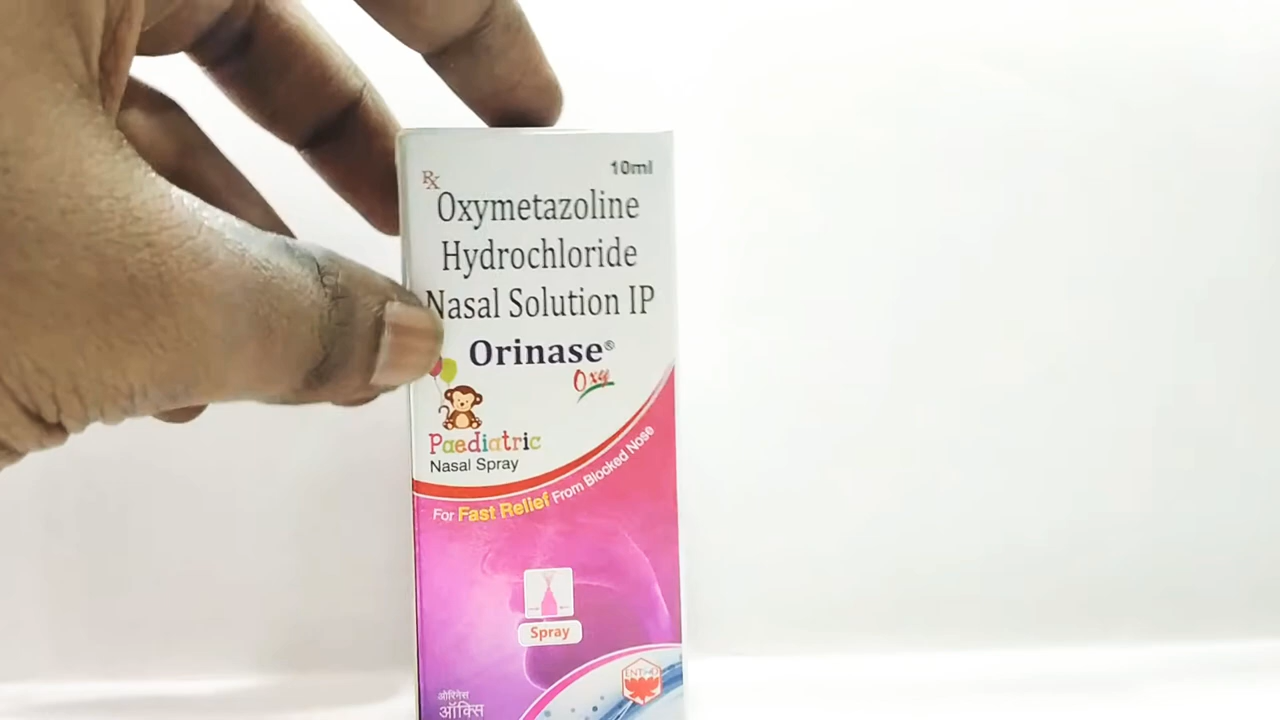 10ml
Rx
Oxymetazoline
Hydrochloride
Nasal Solution IP
Orinase®
Oxy
Paediatric
Nasal Spray
For Fast Relief From Blocked Nose
Spray
ओरिनेस
ऑक्सि